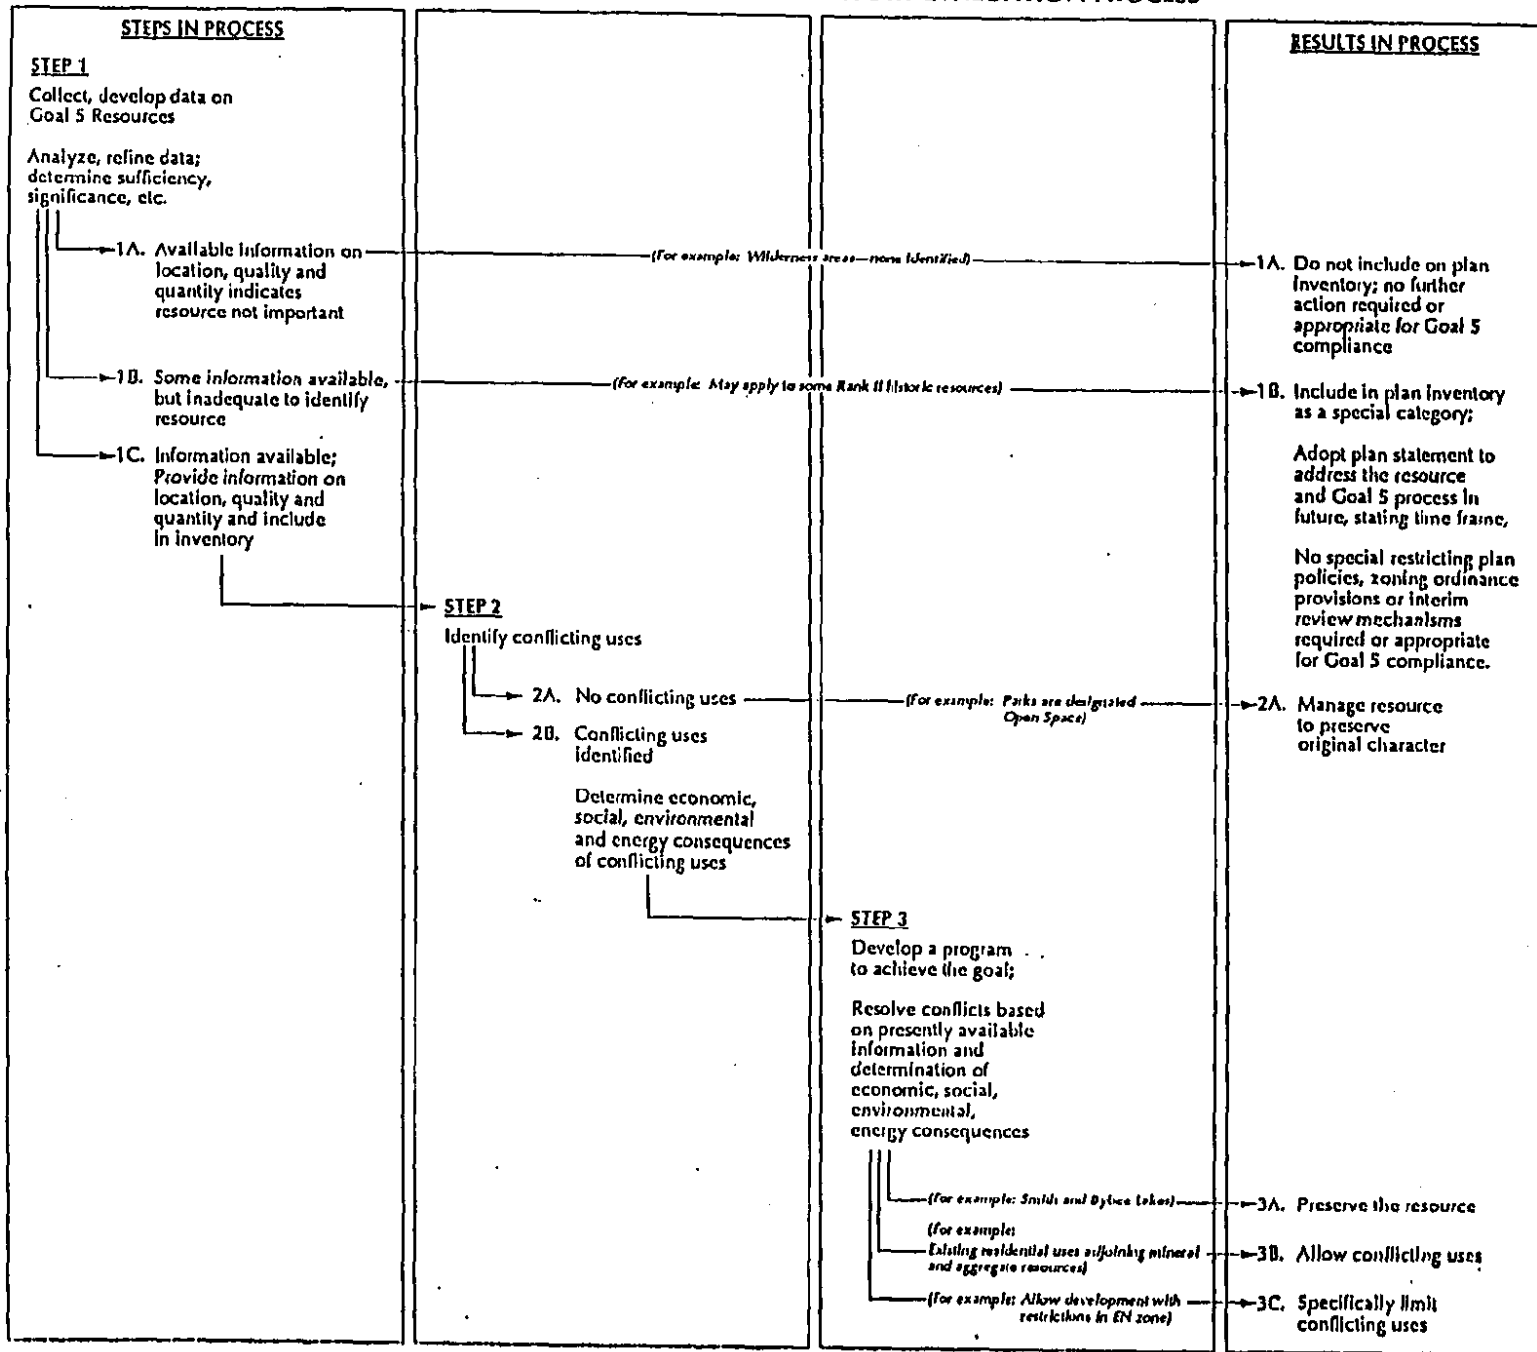 STEPS IN PROCESS
STEP 1
Collect, develop data on
Goal 5 Resources
Analyze, refine data;
determine sufficiency,
significance, etc.
1A. Available information on
location, quality and
quantity indicates
resource not important
(For example: Wilderness areas—none identified)
1B. Some information available,
but inadequate to identify
resource
(For example: May apply to some Rank II historic resources)
1C. Information available;
Provide information on
location, quality and
quantity and include
in inventory
STEP 2
Identify conflicting uses
2A. No conflicting uses
(For example: Parks are designated
Open Space)
2B. Conflicting uses
identified
Determine economic,
social, environmental
and energy consequences
of conflicting uses
STEP 3
Develop a program
to achieve the goal;
Resolve conflicts based
on presently available
information and
determination of
economic, social,
environmental,
energy consequences
(for example: Smith and Bybee Lakes)
(for example:
Existing residential uses adjoining mineral
and aggregate resources)
(for example: Allow development with
restrictions in EN zone)
RESULTS IN PROCESS
1A. Do not include on plan
inventory; no further
action required or
appropriate for Goal 5
compliance
1B. Include in plan inventory
as a special category;
Adopt plan statement to
address the resource
and Goal 5 process in
future, stating time frame,
No special restricting plan
policies, zoning ordinance
provisions or interim
review mechanisms
required or appropriate
for Goal 5 compliance.
2A. Manage resource
to preserve
original character
3A. Preserve the resource
3B. Allow conflicting uses
3C. Specifically limit
conflicting uses